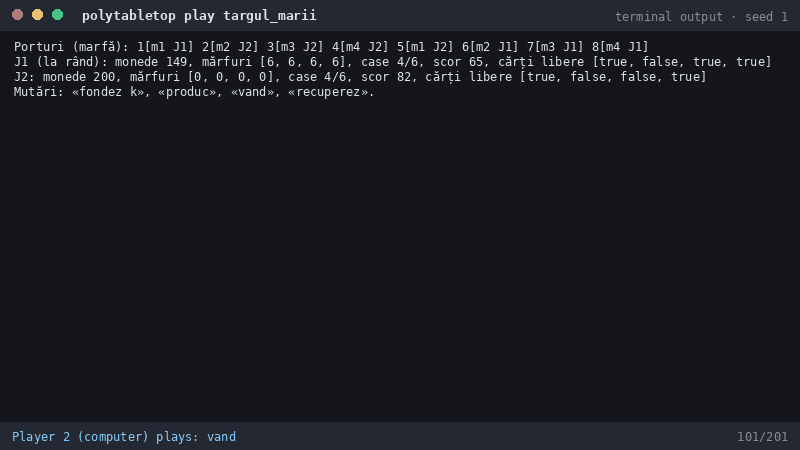 polytabletop play targul_marii
terminal output · seed 1
Porturi (marfă): 1[m1 J1] 2[m2 J2] 3[m3 J2] 4[m4 J2] 5[m1 J2] 6[m2 J1] 7[m3 J1] 8[m4 J1]
J1 (la rând): monede 149, mărfuri [6, 6, 6, 6], case 4/6, scor 65, cărți libere [true, false, true, true]
J2: monede 200, mărfuri [0, 0, 0, 0], case 4/6, scor 82, cărți libere [true, false, false, true]
Mutări: «fondez k», «produc», «vand», «recuperez».
Player 2 (computer) plays: vand
101/201